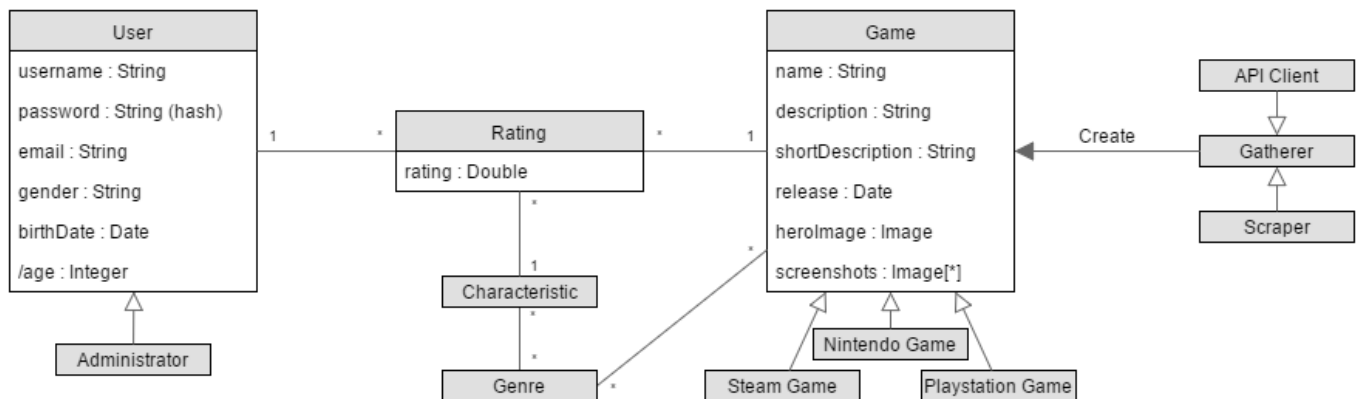 User
username : String
password : String (hash)
email : String
gender : String
birthDate : Date
/age : Integer
Administrator
1
*
Rating
rating : Double
*
1
*
1
Characteristic
*
*
Genre
*
*
Game
name : String
description : String
shortDescription : String
release : Date
heroImage : Image
screenshots : Image[*]
Steam Game
Nintendo Game
Playstation Game
Create
API Client
Gatherer
Scraper